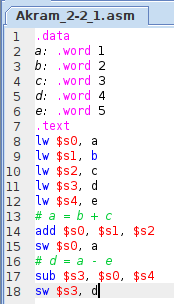 Akram_2-2_1.asm
1 .data
2 a: .word 1
3 b: .word 2
4 c: .word 3
5 d: .word 4
6 e: .word 5
7 .text
8 lw $s0, a
9 lw $s1, b
10 lw $s2, c
11 lw $s3, d
12 lw $s4, e
13 # a = b + c
14 add $s0, $s1, $s2
15 sw $s0, a
16 # d = a - e
17 sub $s3, $s0, $s4
18 sw $s3, d